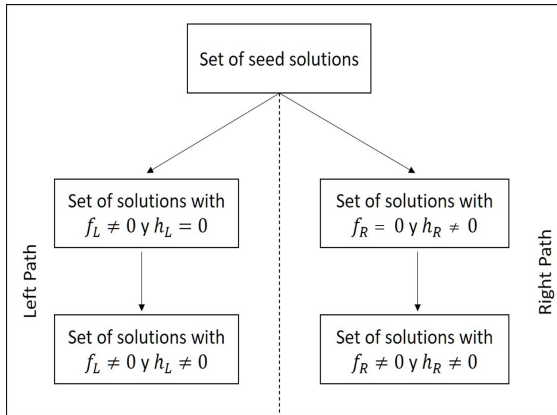 Set of seed solutions
Set of solutions with
f_L ≠ 0 y h_L = 0
Set of solutions with
f_R = 0 y h_R ≠ 0
Left Path
Right Path
Set of solutions with
f_L ≠ 0 y h_L ≠ 0
Set of solutions with
f_R ≠ 0 y h_R ≠ 0